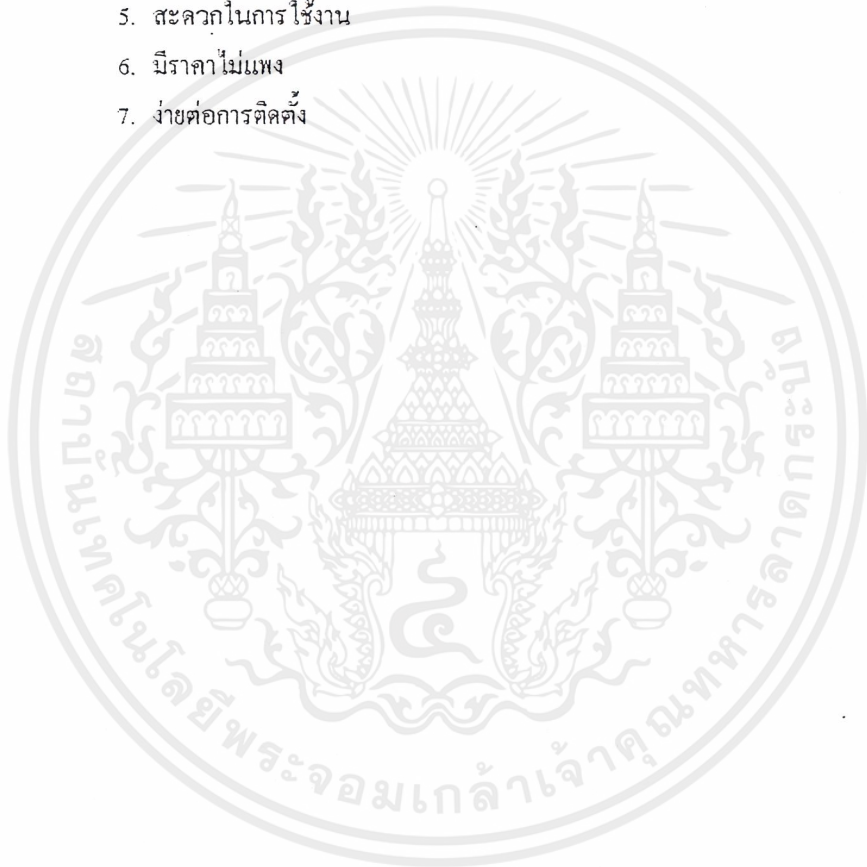 5. สะดวกในการใช้งาน
6. มีราคาไม่แพง
7. ง่ายต่อการติดตั้ง
สถาบันเทคโนโลยีพระจอมเกล้าเจ้าคุณทหารลาดกระบัง